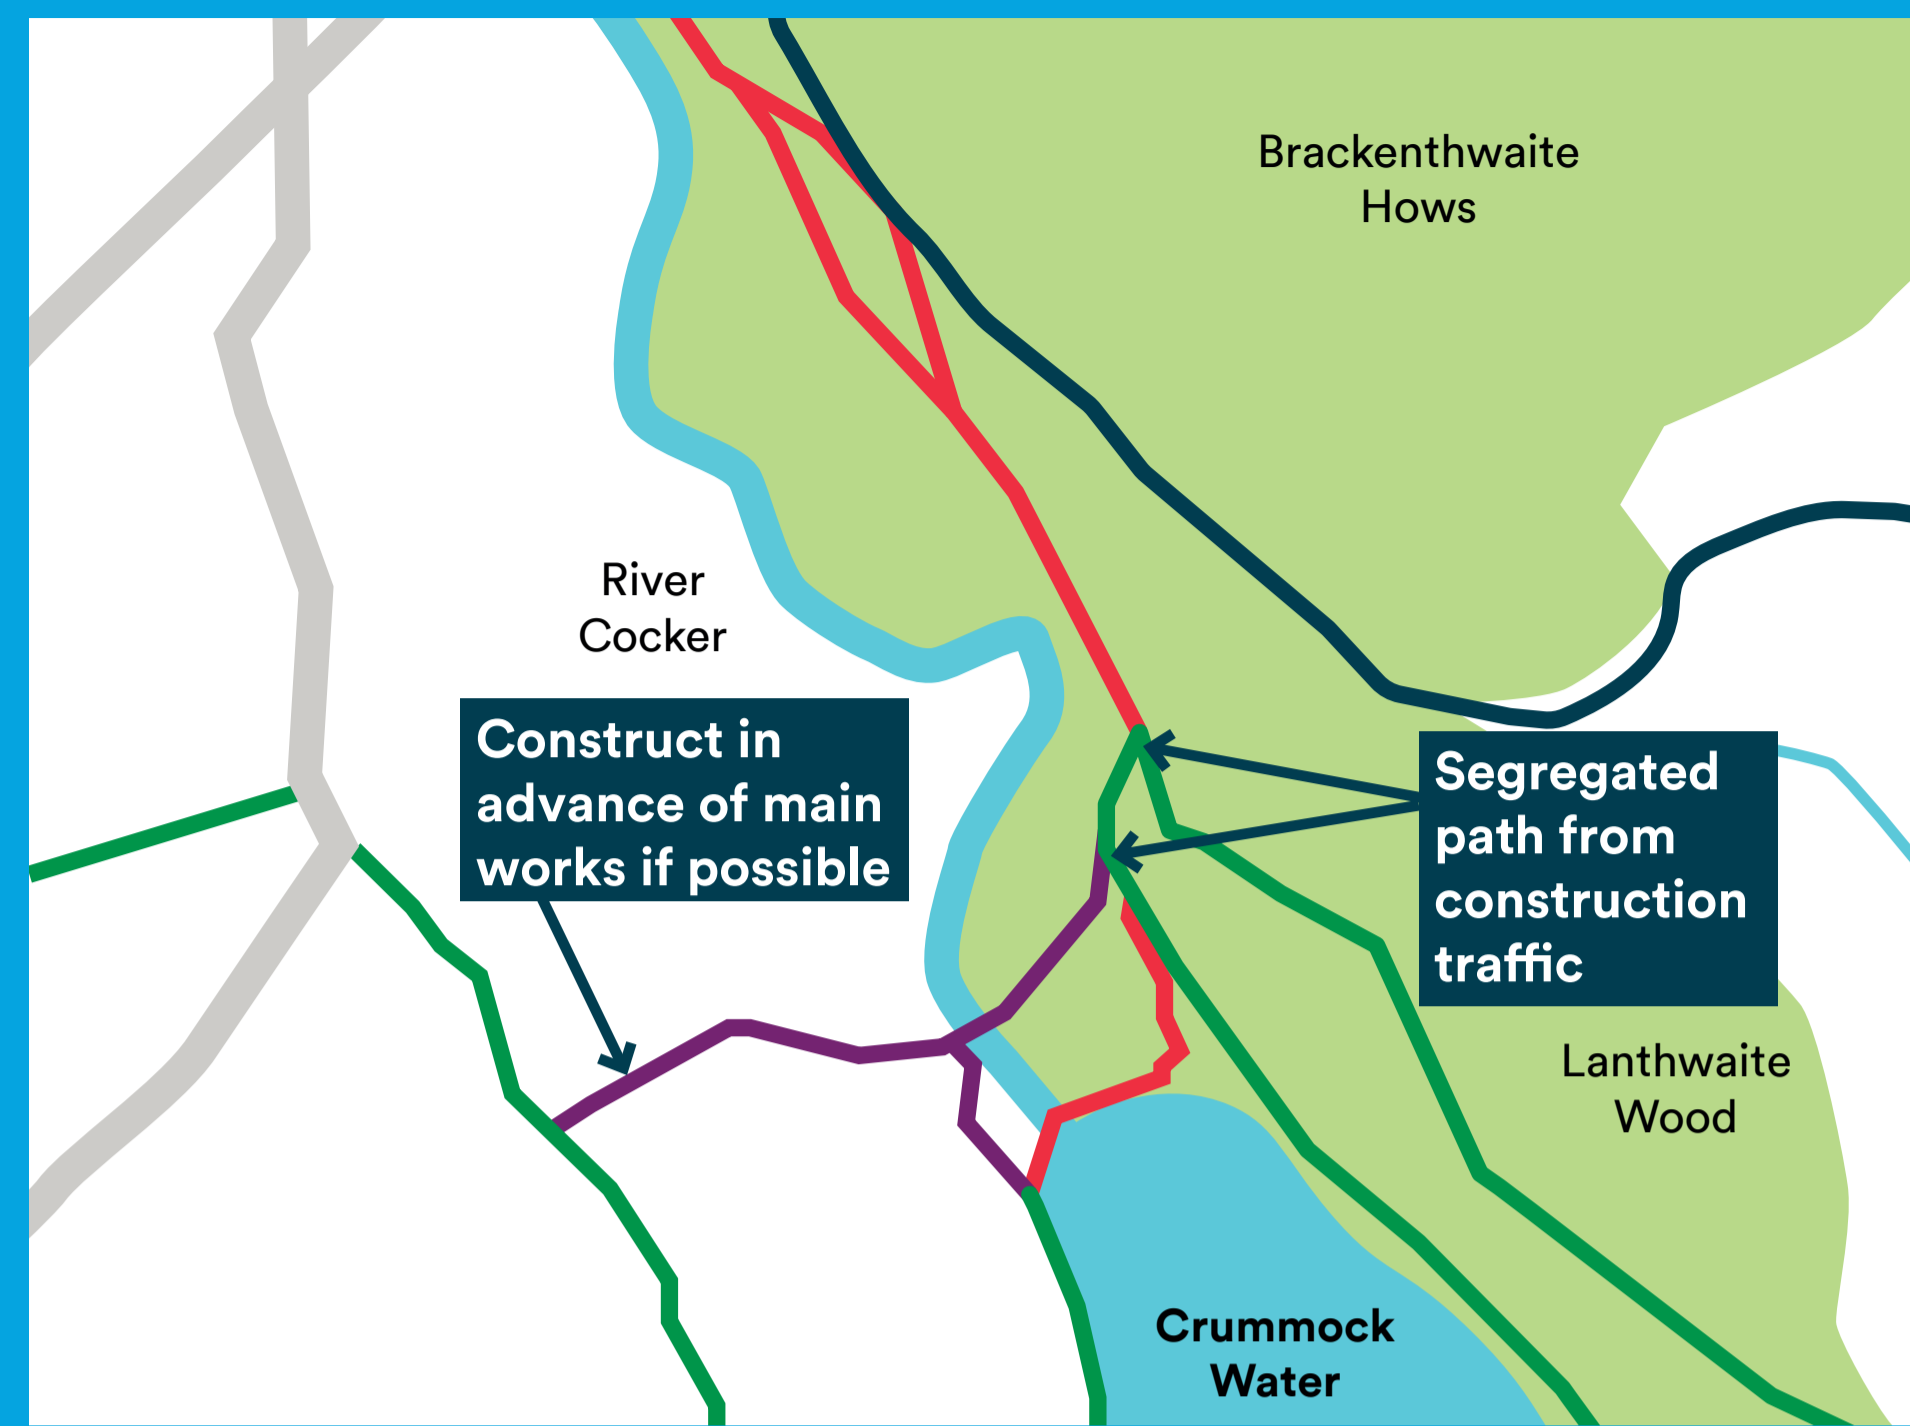 Brackenthwaite
Hows
River
Cocker
Construct in
advance of main
works if possible
Segregated
path from
construction
traffic
Lanthwaite
Wood
Crummock
Water